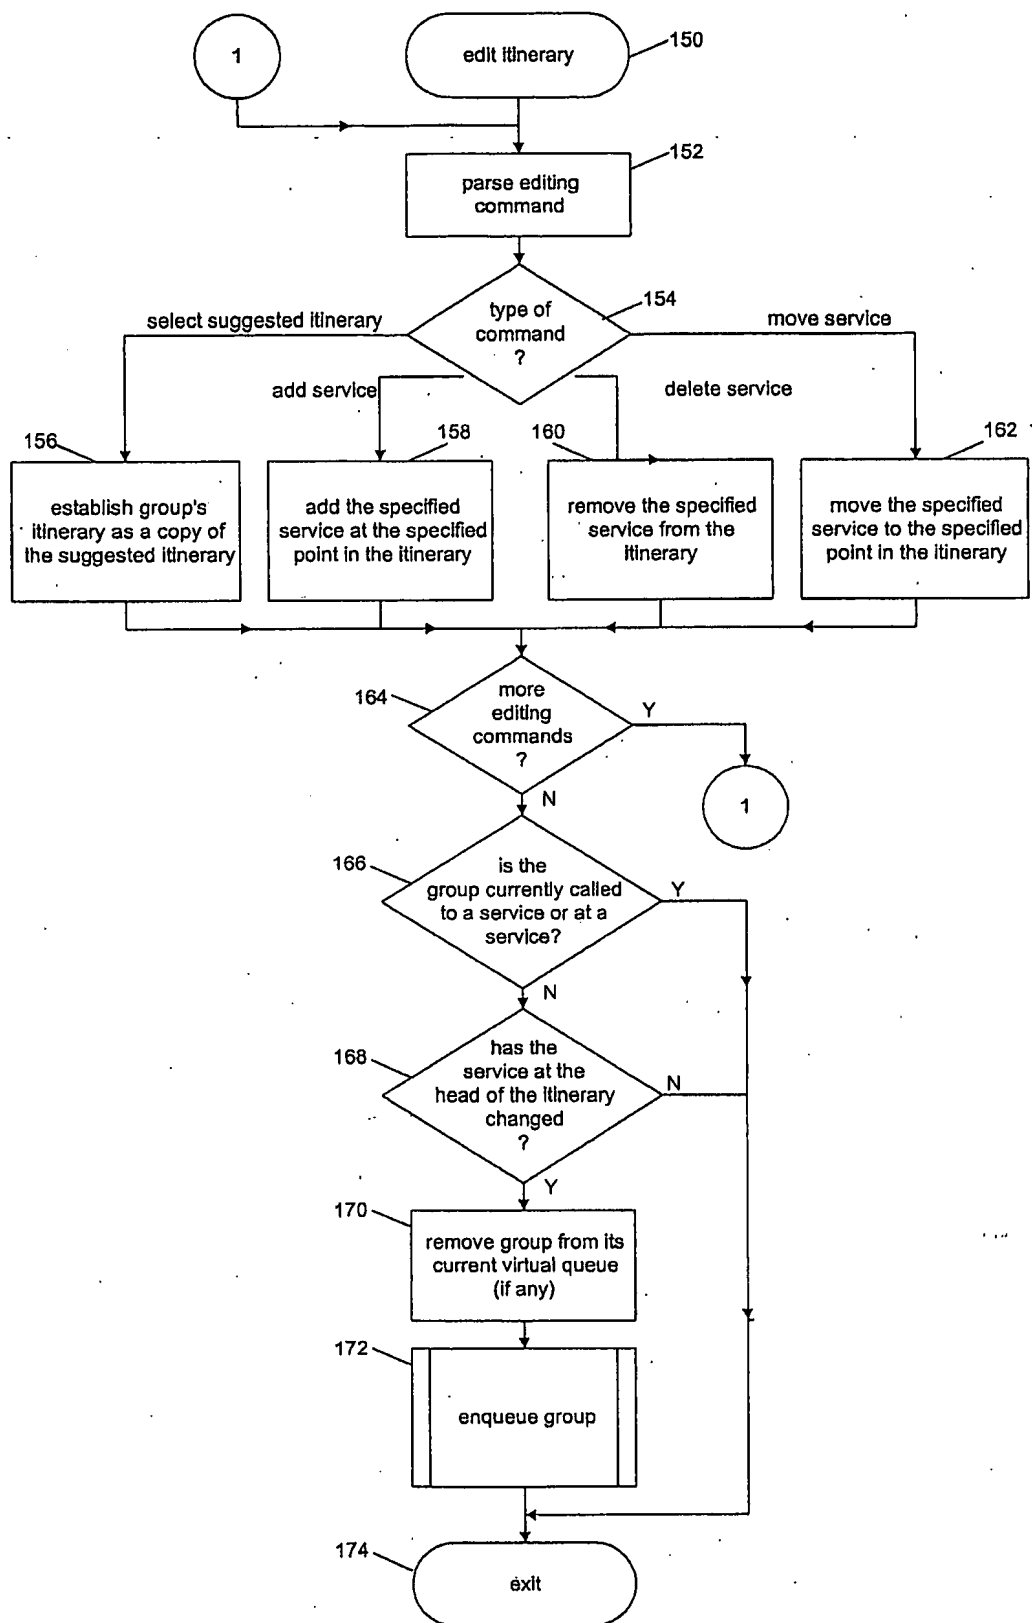 1
edit itinerary
150
152
parse editing
command
154
type of
command
?
select suggested itinerary
move service
add service
delete service
156
158
160
162
establish group's
itinerary as a copy of
the suggested itinerary
add the specified
service at the specified
point in the itinerary
remove the specified
service from the
itinerary
move the specified
service to the specified
point in the itinerary
164
more
editing
commands
?
Y
1
N
166
is the
group currently called
to a service or at a
service?
Y
N
168
has the
service at the
head of the itinerary
changed
?
N
Y
170
remove group from its
current virtual queue
(if any)
172
enqueue group
174
exit